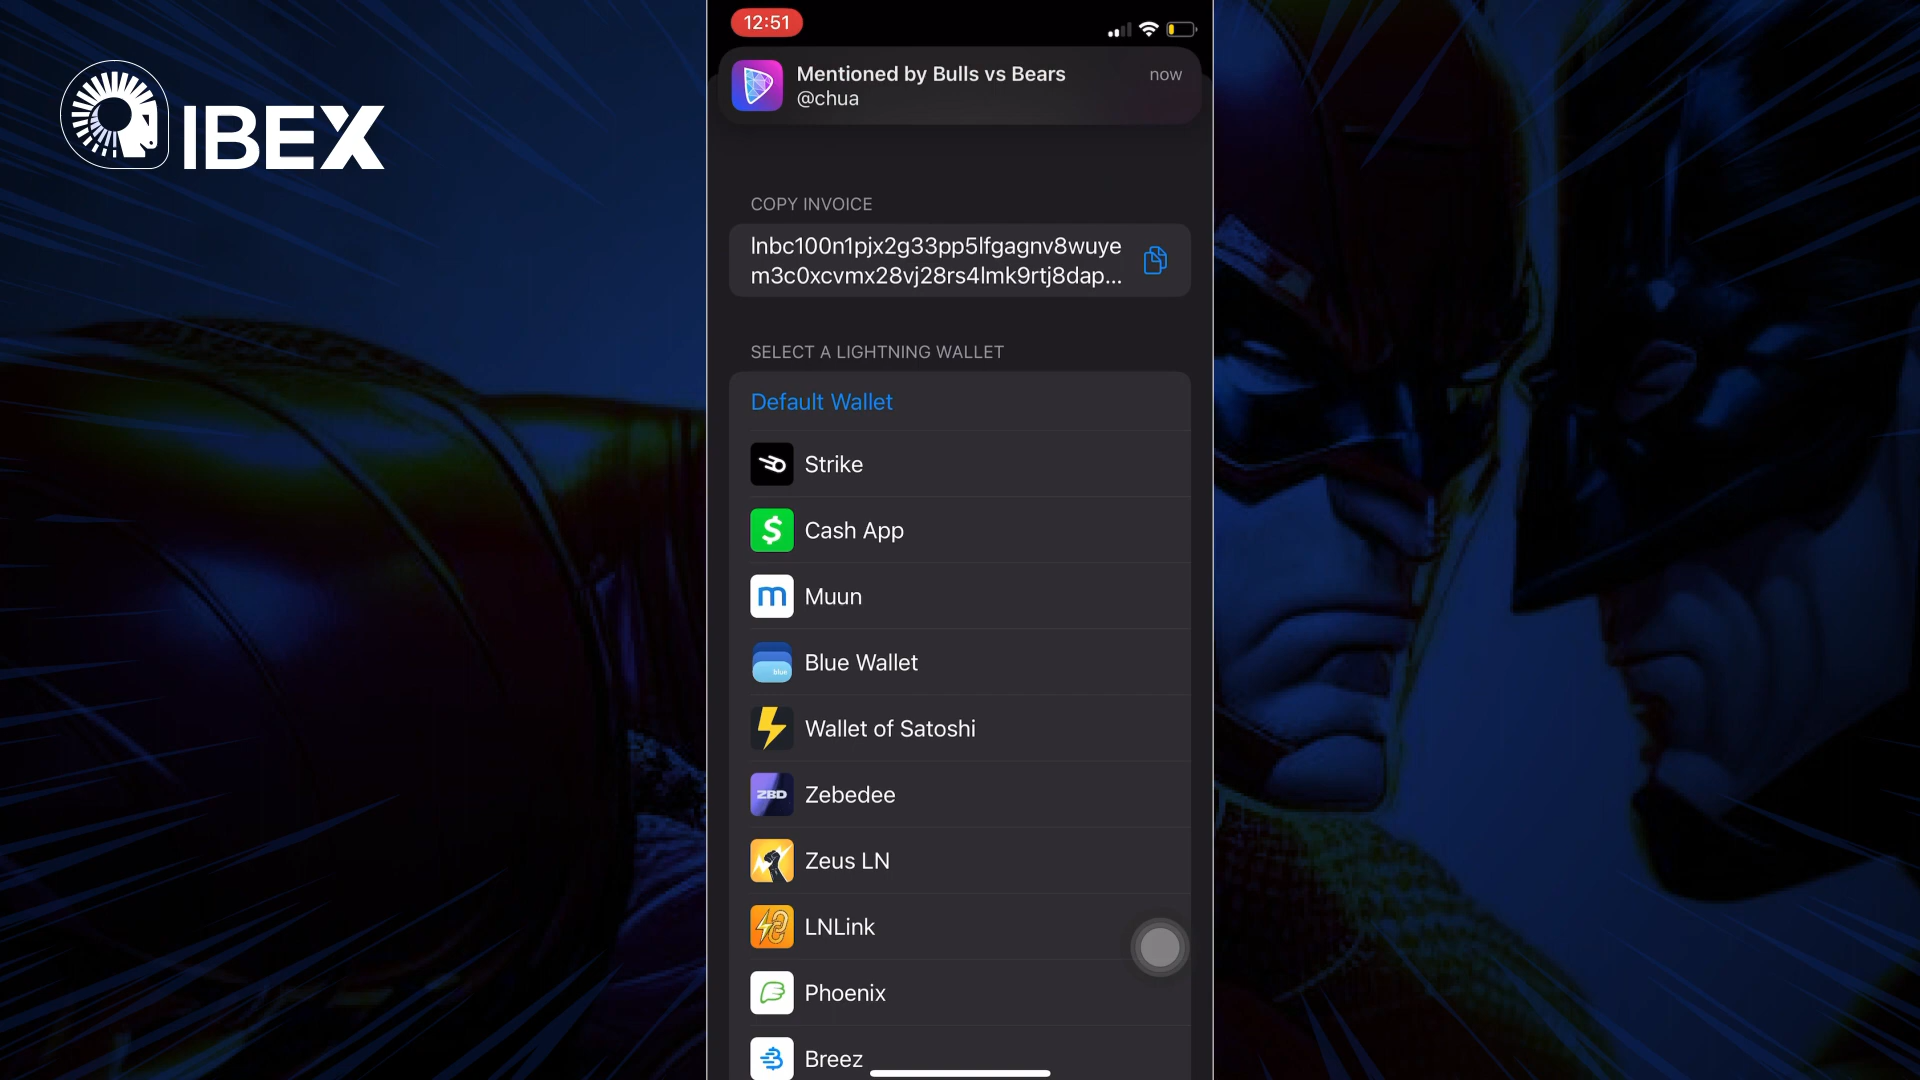 IBEX
12:51
Mentioned by Bulls vs Bears
now
@chua
COPY INVOICE
lnbc100n1pjx2g33pp5lfgagnv8wuye
m3c0xcvmx28vj28rs4lmk9rtj8dap...
SELECT A LIGHTNING WALLET
Default Wallet
Strike
Cash App
Muun
Blue Wallet
Wallet of Satoshi
ZBD Zebedee
Zeus LN
LNLink
Phoenix
Breez